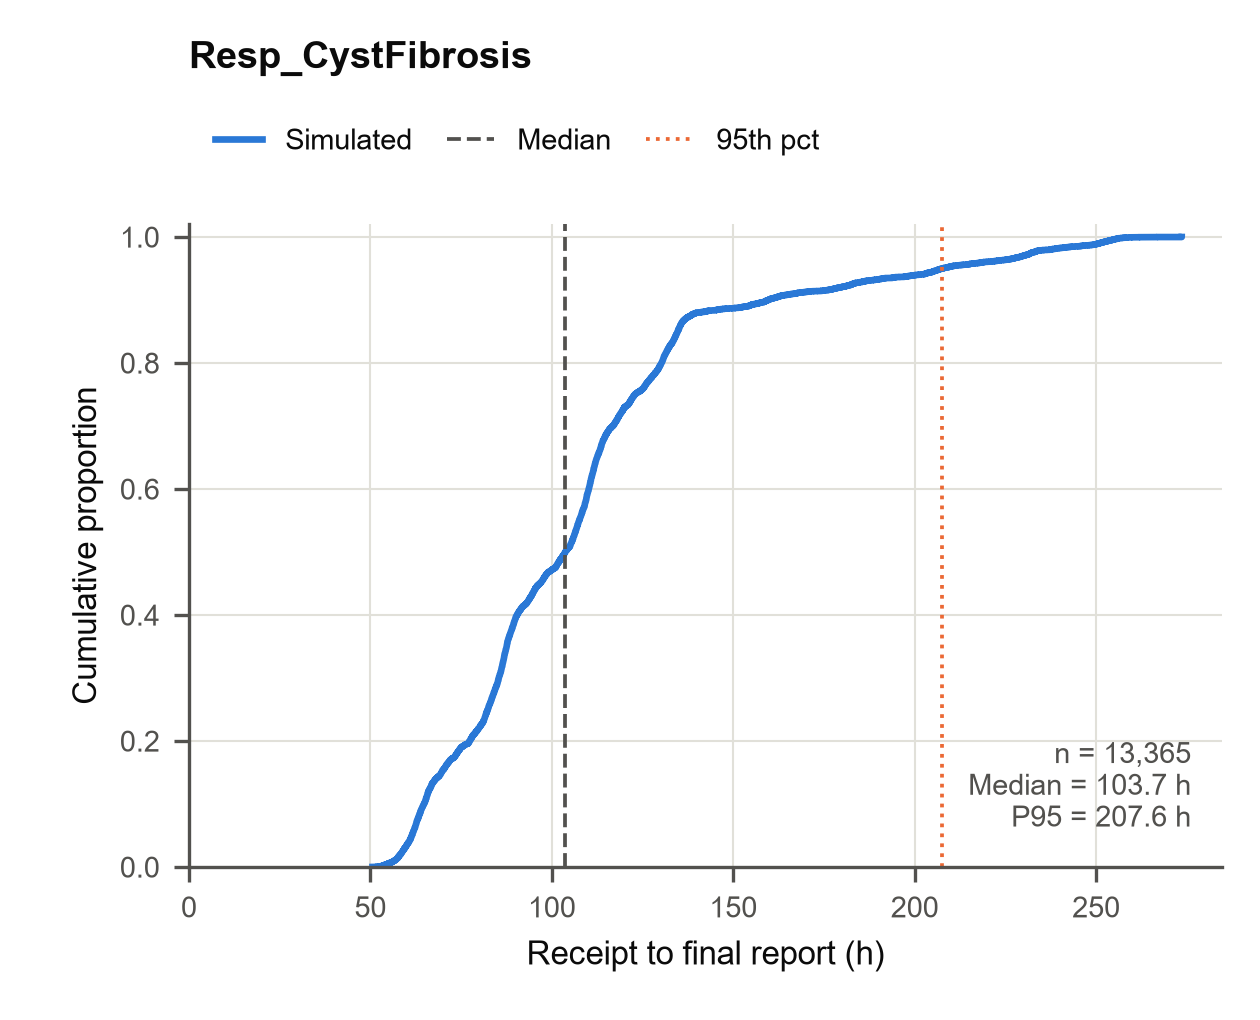 Resp_CystFibrosis
Simulated
Median
95th pct
Cumulative proportion
1.0
0.8
0.6
0.4
0.2
0.0
n = 13,365
Median = 103.7 h
P95 = 207.6 h
0
50
100
150
200
250
Receipt to final report (h)